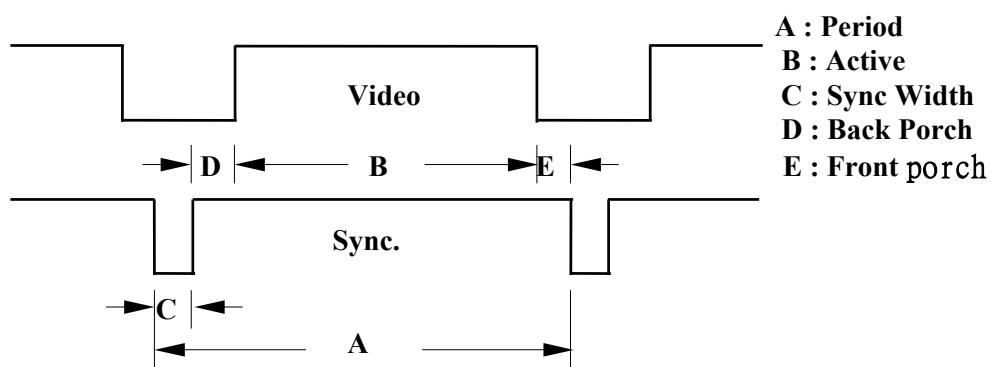 A : Period
B : Active
C : Sync Width
D : Back Porch
E : Front porch
Video
D
B
E
Sync.
C
A